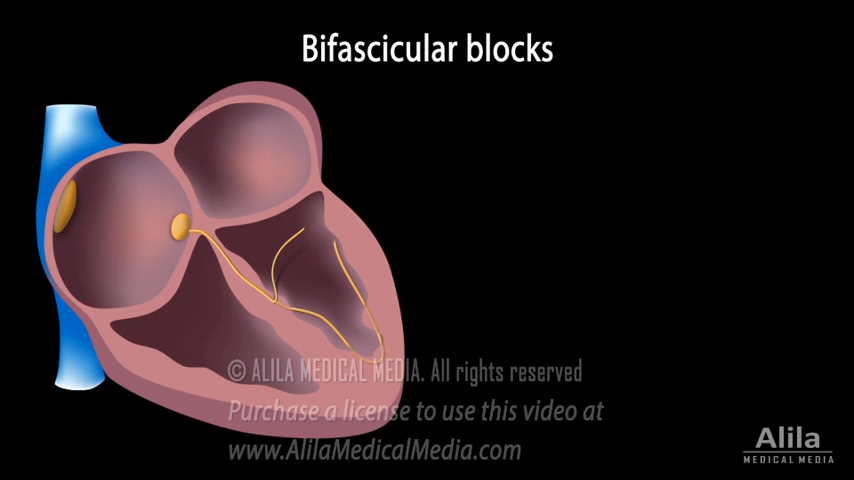 Bifascicular blocks
© ALILA MEDICAL MEDIA. All rights reserved
Purchase a license to use this video at
www.AlilaMedicalMedia.com
Alila
MEDICAL MEDIA